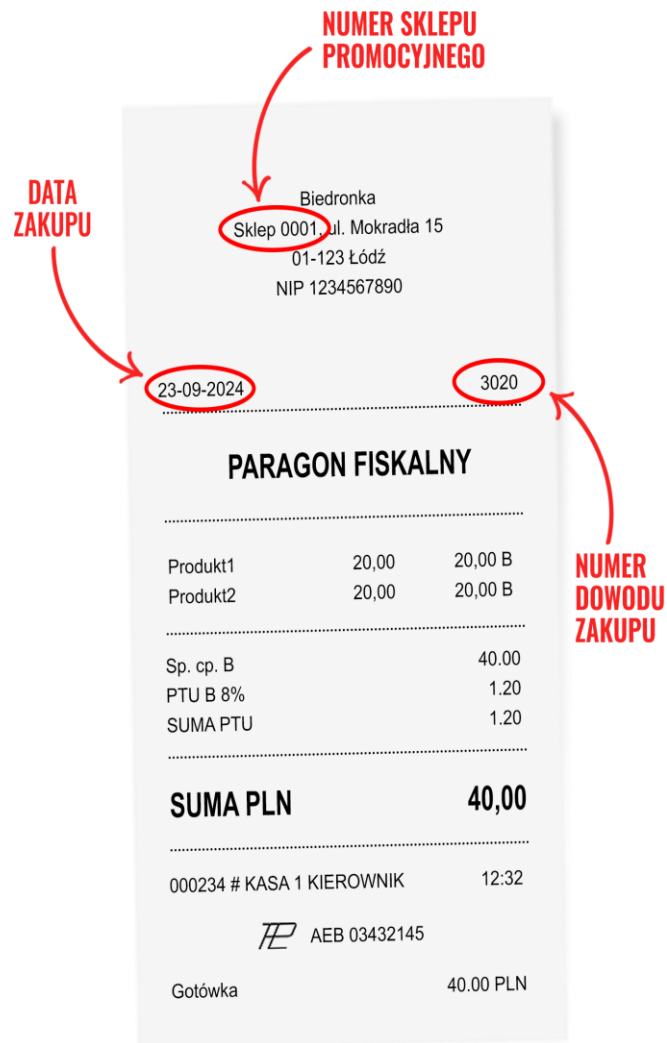 NUMER SKLEPU
PROMOCYJNEGO
DATA
ZAKUPU
Biedronka
Sklep 0001, ul. Mokradła 15
01-123 Łódź
NIP 1234567890
23-09-2024 3020
PARAGON FISKALNY
NUMER
DOWODU
ZAKUPU
Produkt1 20,00 20,00 B
Produkt2 20,00 20,00 B
Sp. cp. B 40.00
PTU B 8% 1.20
SUMA PTU 1.20
SUMA PLN 40,00
000234 # KASA 1 KIEROWNIK 12:32
AEB 03432145
Gotówka 40.00 PLN